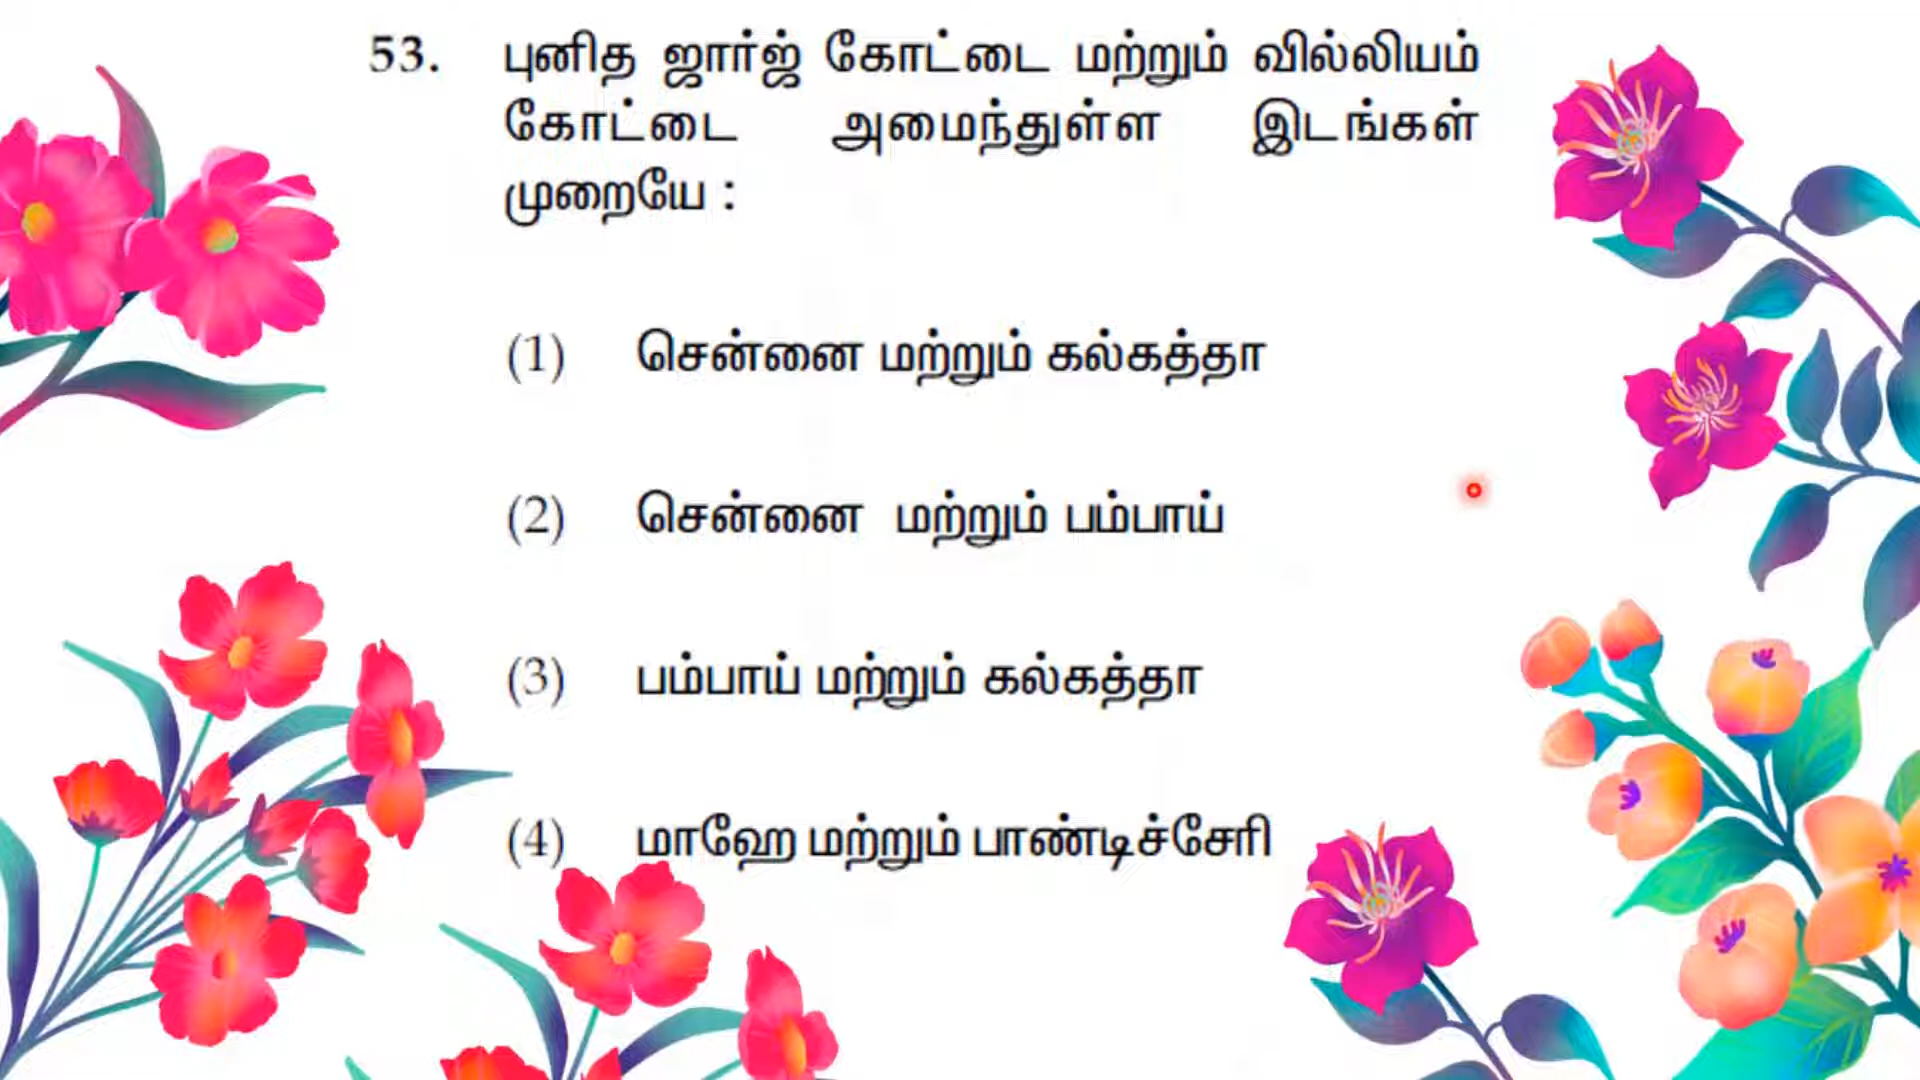 53. புனித ஜார்ஜ் கோட்டை மற்றும் வில்லியம்
கோட்டை அமைந்துள்ள இடங்கள்
முறையே :
(1) சென்னை மற்றும் கல்கத்தா
(2) சென்னை மற்றும் பம்பாய்
(3) பம்பாய் மற்றும் கல்கத்தா
(4) மாஹே மற்றும் பாண்டிச்சேரி